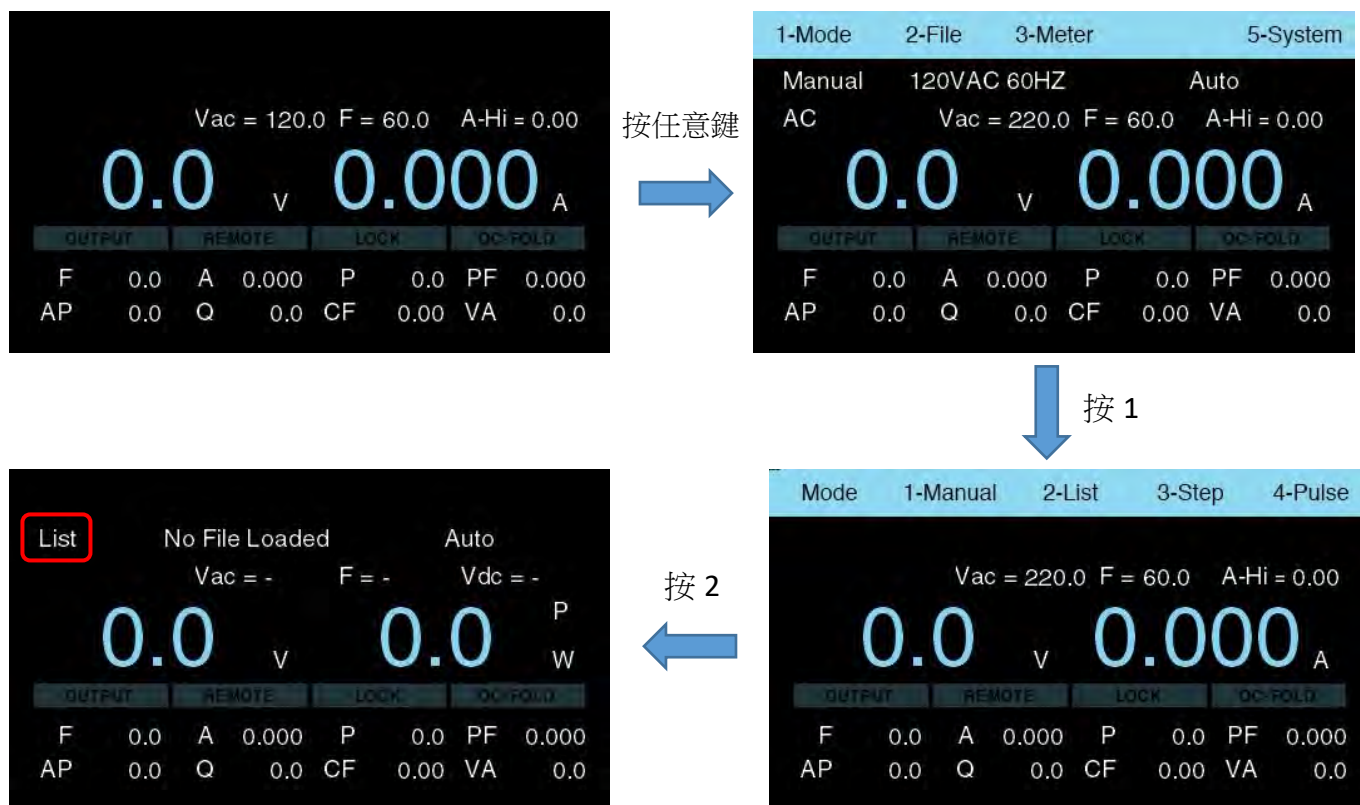 Vac = 120.0 F = 60.0 A-Hi = 0.00
0.0 V 0.000 A
OUTPUT REMOTE LOCK OC-FOLD
F 0.0 A 0.000 P 0.0 PF 0.000
AP 0.0 Q 0.0 CF 0.00 VA 0.0
按任意鍵
1-Mode 2-File 3-Meter 5-System
Manual 120VAC 60HZ Auto
AC Vac = 220.0 F = 60.0 A-Hi = 0.00
0.0 V 0.000 A
OUTPUT REMOTE LOCK OC-FOLD
F 0.0 A 0.000 P 0.0 PF 0.000
AP 0.0 Q 0.0 CF 0.00 VA 0.0
按 1
Mode 1-Manual 2-List 3-Step 4-Pulse
Vac = 220.0 F = 60.0 A-Hi = 0.00
0.0 V 0.000 A
OUTPUT REMOTE LOCK OC-FOLD
F 0.0 A 0.000 P 0.0 PF 0.000
AP 0.0 Q 0.0 CF 0.00 VA 0.0
按 2
List No File Loaded Auto
Vac = - F = - Vdc = -
0.0 V 0.0 P W
OUTPUT REMOTE LOCK OC-FOLD
F 0.0 A 0.000 P 0.0 PF 0.000
AP 0.0 Q 0.0 CF 0.00 VA 0.0